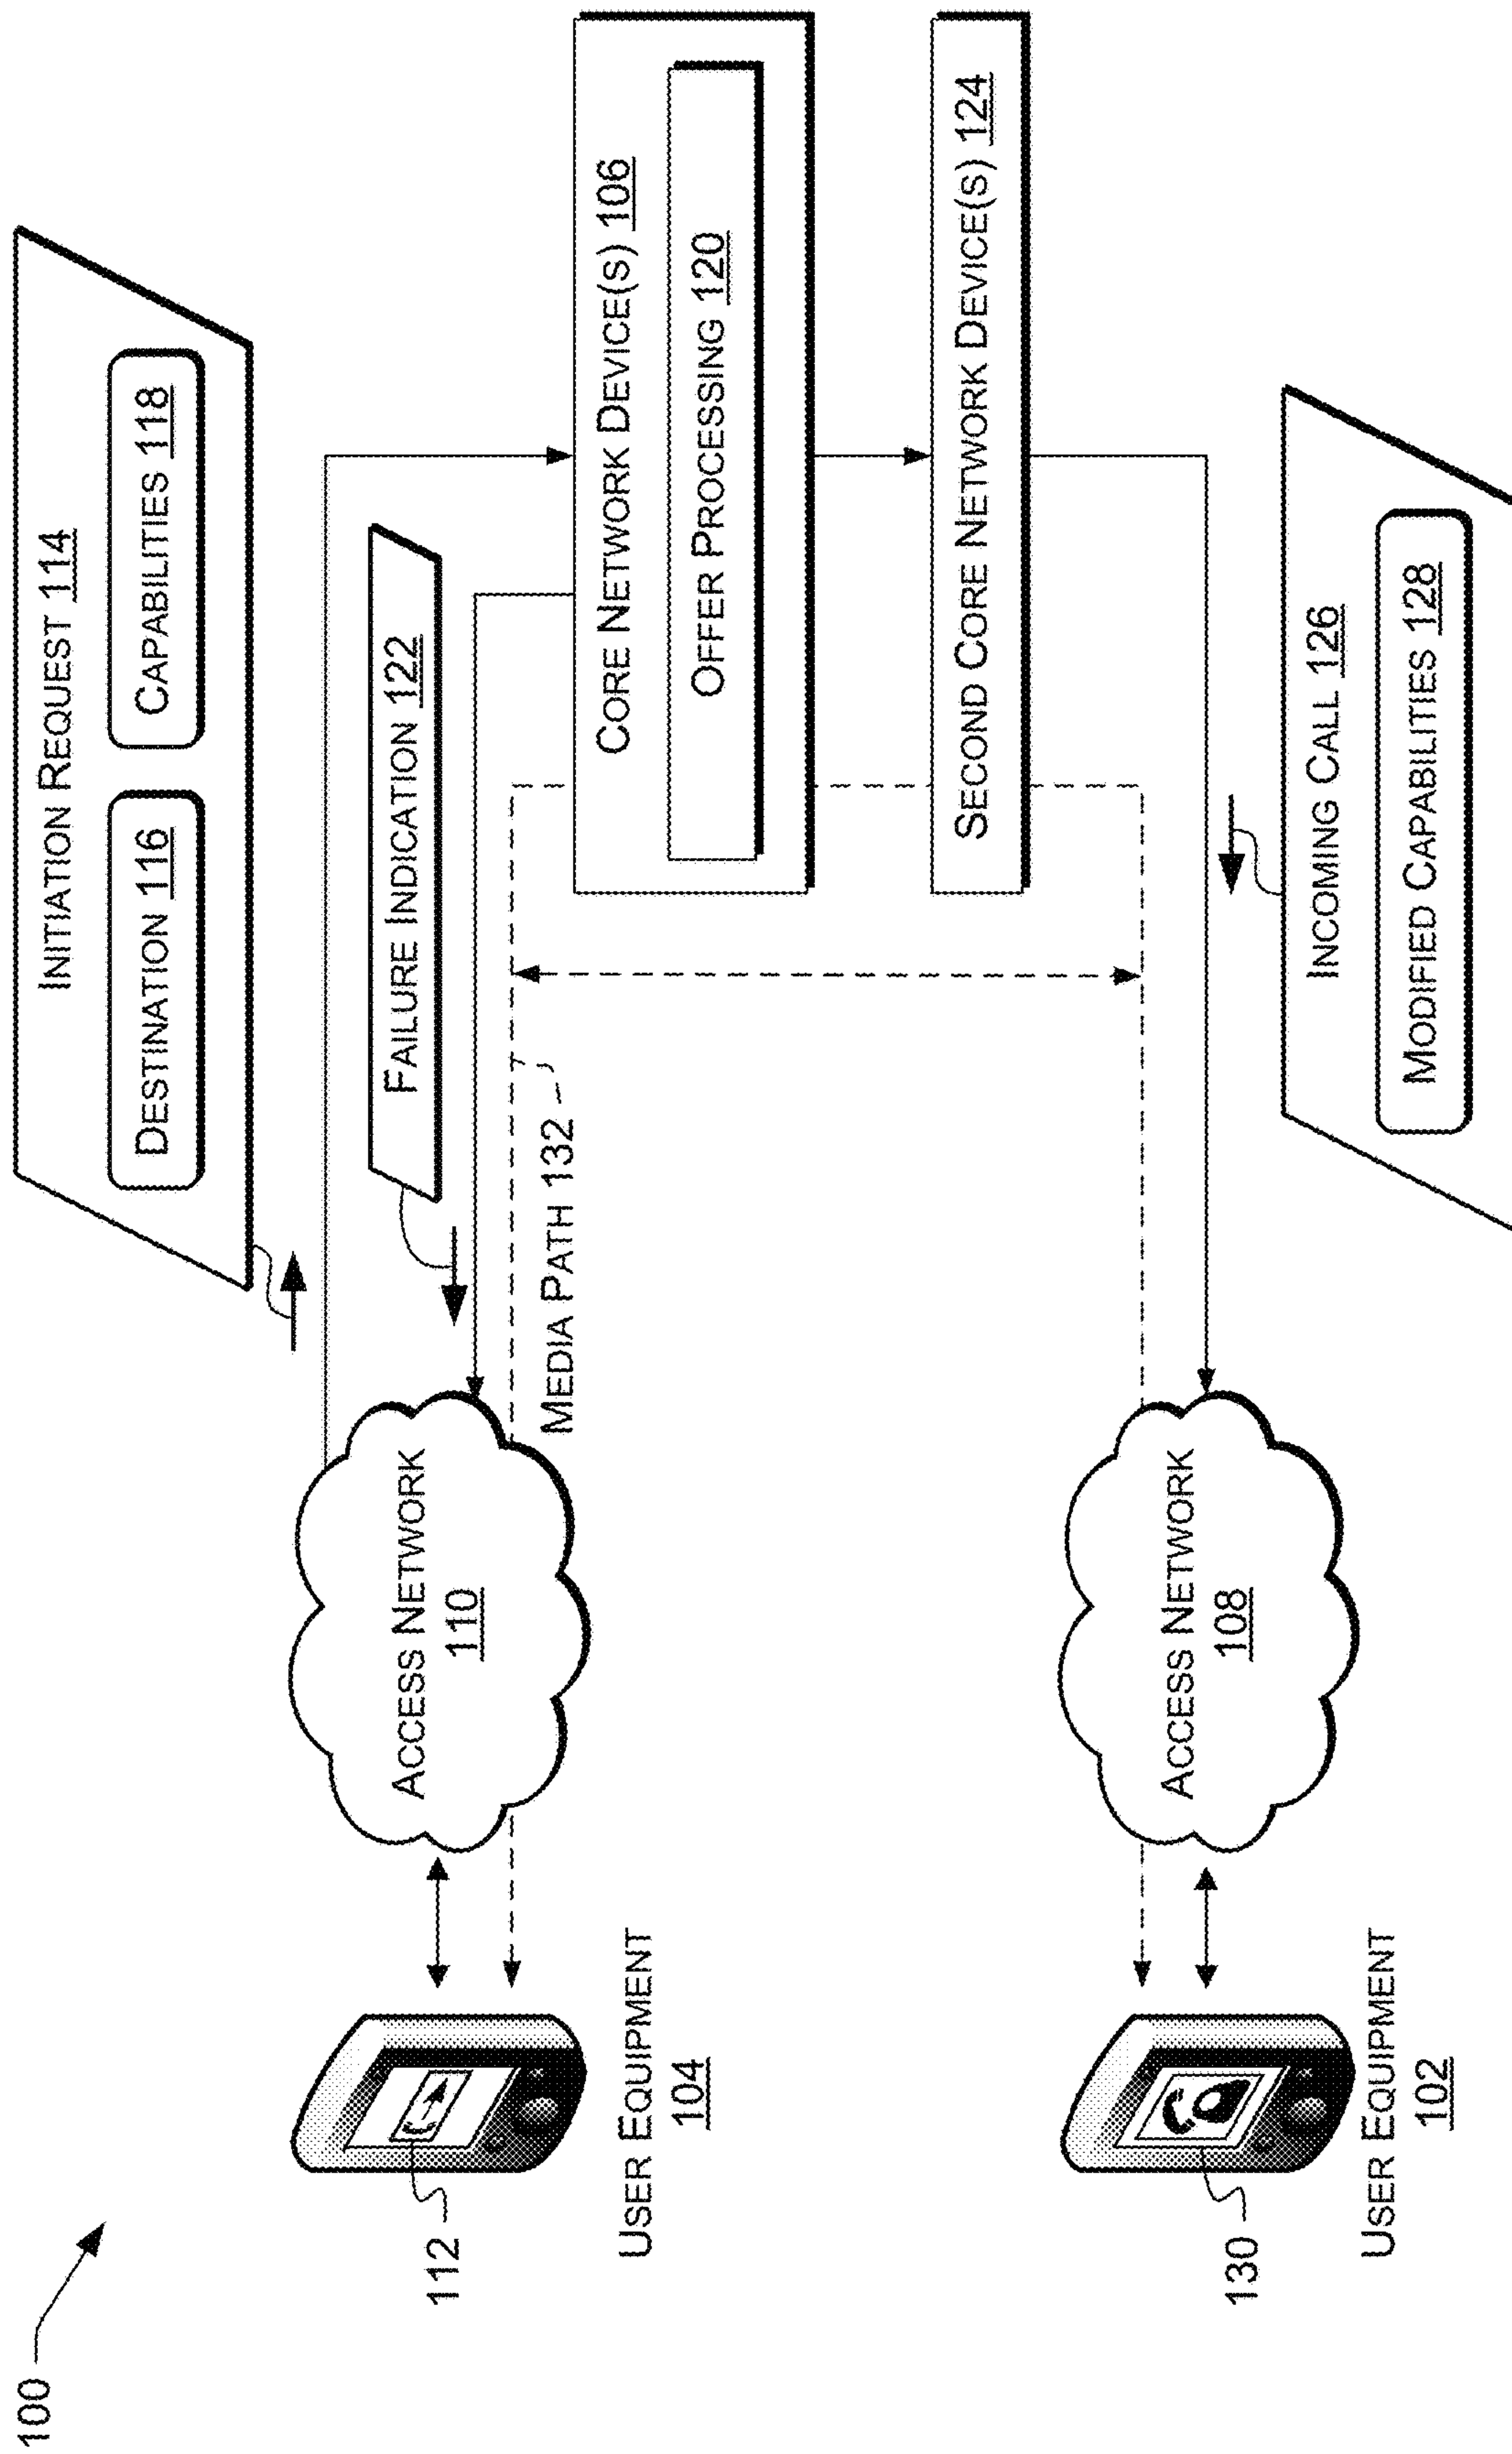 100
INITIATION REQUEST 114
DESTINATION 116
CAPABILITIES 118
FAILURE INDICATION 122
112
USER EQUIPMENT
104
ACCESS NETWORK
110
MEDIA PATH 132
CORE NETWORK DEVICE(S) 106
OFFER PROCESSING 120
SECOND CORE NETWORK DEVICE(S) 124
130
USER EQUIPMENT
102
ACCESS NETWORK
108
INCOMING CALL 126
MODIFIED CAPABILITIES 128